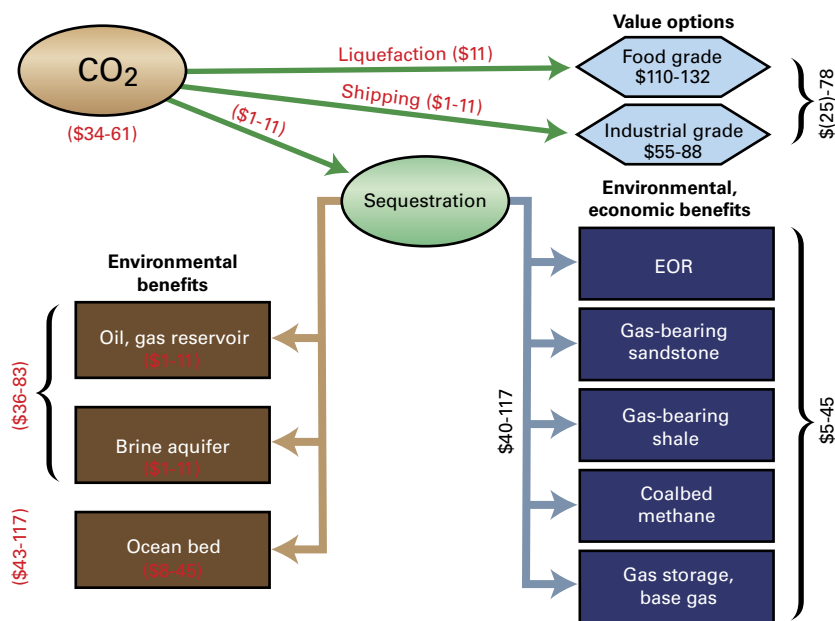 Value options
Liquefaction ($11)
Food grade
$110-132
CO2
Shipping ($1-11)
$(25)-78
($1-11)
($34-61)
Industrial grade
$55-88
Sequestration
Environmental,
economic benefits
Environmental
benefits
EOR
Oil, gas reservoir
($1-11)
Gas-bearing
sandstone
($36-83)
$40-117
Gas-bearing
shale
$5-45
Brine aquifer
($1-11)
Coalbed
methane
($43-117)
Ocean bed
($8-45)
Gas storage,
base gas